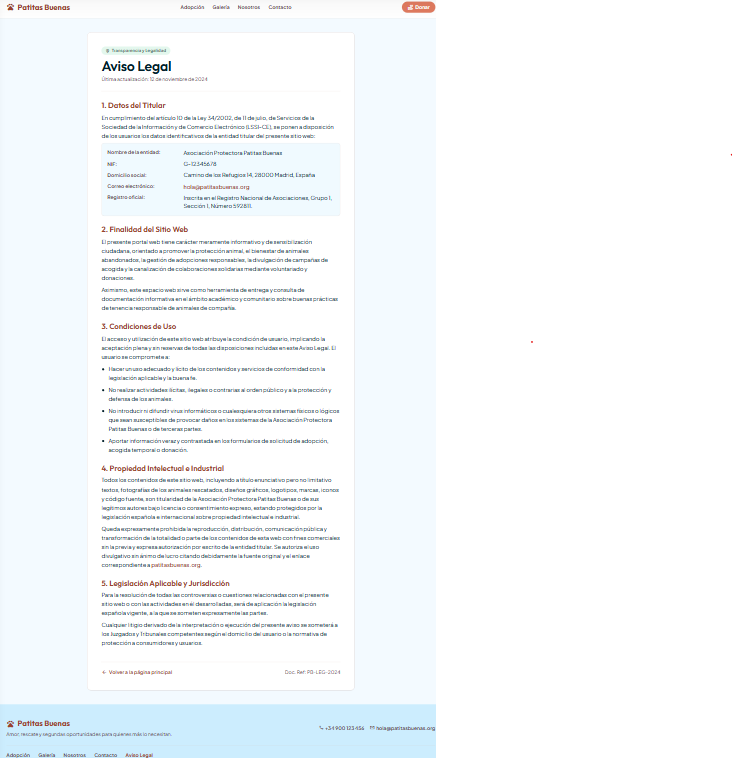 Patitas Buenas
Adopción Galería Nosotros Contacto
Donar
Transparencia y Legalidad
Aviso Legal
Última actualización: 12 de noviembre de 2024
1. Datos del Titular
En cumplimiento del artículo 10 de la Ley 34/2002, de 11 de julio, de Servicios de la
Sociedad de la Información y de Comercio Electrónico (LSSI-CE), se ponen a disposición
de los usuarios los datos identificativos de la entidad titular del presente sitio web:
Nombre de la entidad: Asociación Protectora Patitas Buenas
NIF: G-12345678
Domicilio social: Camino de los Refugios 14, 28000 Madrid, España
Correo electrónico: hola@patitasbuenas.org
Registro oficial: Inscrita en el Registro Nacional de Asociaciones, Grupo 1,
Sección 1, Número 592811.
2. Finalidad del Sitio Web
El presente portal web tiene carácter meramente informativo y de sensibilización
ciudadana, orientado a promover la protección animal, el bienestar de animales
abandonados, la gestión de adopciones responsables, la divulgación de campañas de
acogida y la canalización de colaboraciones solidarias mediante voluntariado y
donaciones.
Asimismo, este espacio web sirve como herramienta de entrega y consulta de
documentación informativa en el ámbito académico y comunitario sobre buenas prácticas
de tenencia responsable de animales de compañía.
3. Condiciones de Uso
El acceso y utilización de este sitio web atribuye la condición de usuario, implicando la
aceptación plena y sin reservas de todas las disposiciones incluidas en este Aviso Legal. El
usuario se compromete a:
• Hacer un uso adecuado y lícito de los contenidos y servicios de conformidad con la
legislación aplicable y la buena fe.
• No realizar actividades ilícitas, ilegales o contrarias al orden público y a la protección y
defensa de los animales.
• No introducir ni difundir virus informáticos o cualesquiera otros sistemas físicos o lógicos
que sean susceptibles de provocar daños en los sistemas de la Asociación Protectora
Patitas Buenas o de terceras partes.
• Aportar información veraz y contrastada en los formularios de solicitud de adopción,
acogida temporal o donación.
4. Propiedad Intelectual e Industrial
Todos los contenidos de este sitio web, incluyendo a título enunciativo pero no limitativo
textos, fotografías de los animales rescatados, diseños gráficos, logotipos, marcas, iconos
y código fuente, son titularidad de la Asociación Protectora Patitas Buenas o de sus
legítimos autores bajo licencia o consentimiento expreso, estando protegidos por la
legislación española e internacional sobre propiedad intelectual e industrial.
Queda expresamente prohibida la reproducción, distribución, comunicación pública y
transformación de la totalidad o parte de los contenidos de esta web con fines comerciales
sin la previa y expresa autorización por escrito de la entidad titular. Se autoriza el uso
divulgativo sin ánimo de lucro citando debidamente la fuente original y el enlace
correspondiente a patitasbuenas.org.
5. Legislación Aplicable y Jurisdicción
Para la resolución de todas las controversias o cuestiones relacionadas con el presente
sitio web o con las actividades en él desarrolladas, será de aplicación la legislación
española vigente, a la que se someten expresamente las partes.
Cualquier litigio derivado de la interpretación o ejecución del presente aviso se someterá a
los Juzgados y Tribunales competentes según el domicilio del usuario o la normativa de
protección a consumidores y usuarios.
← Volver a la página principal
Doc. Ref: PB-LEG-2024
Patitas Buenas
Amor, rescate y segundas oportunidades para quienes más lo necesitan.
+34 900 123 456 hola@patitasbuenas.org
Adopción Galería Nosotros Contacto Aviso Legal